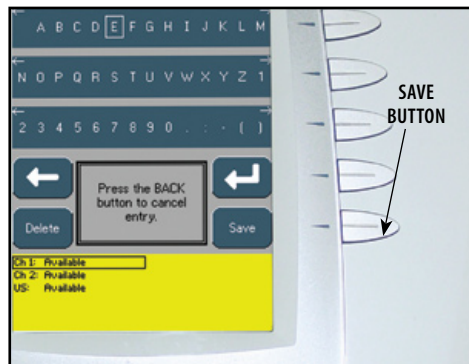 A B C D E F G H I J K L M
N O P Q R S T U V W X Y Z 1
2 3 4 5 6 7 8 9 0 . : - ( )
SAVE
BUTTON
Press the BACK
button to cancel
entry.
Delete
Save
Ch 1: Available
Ch 2: Available
US: Available